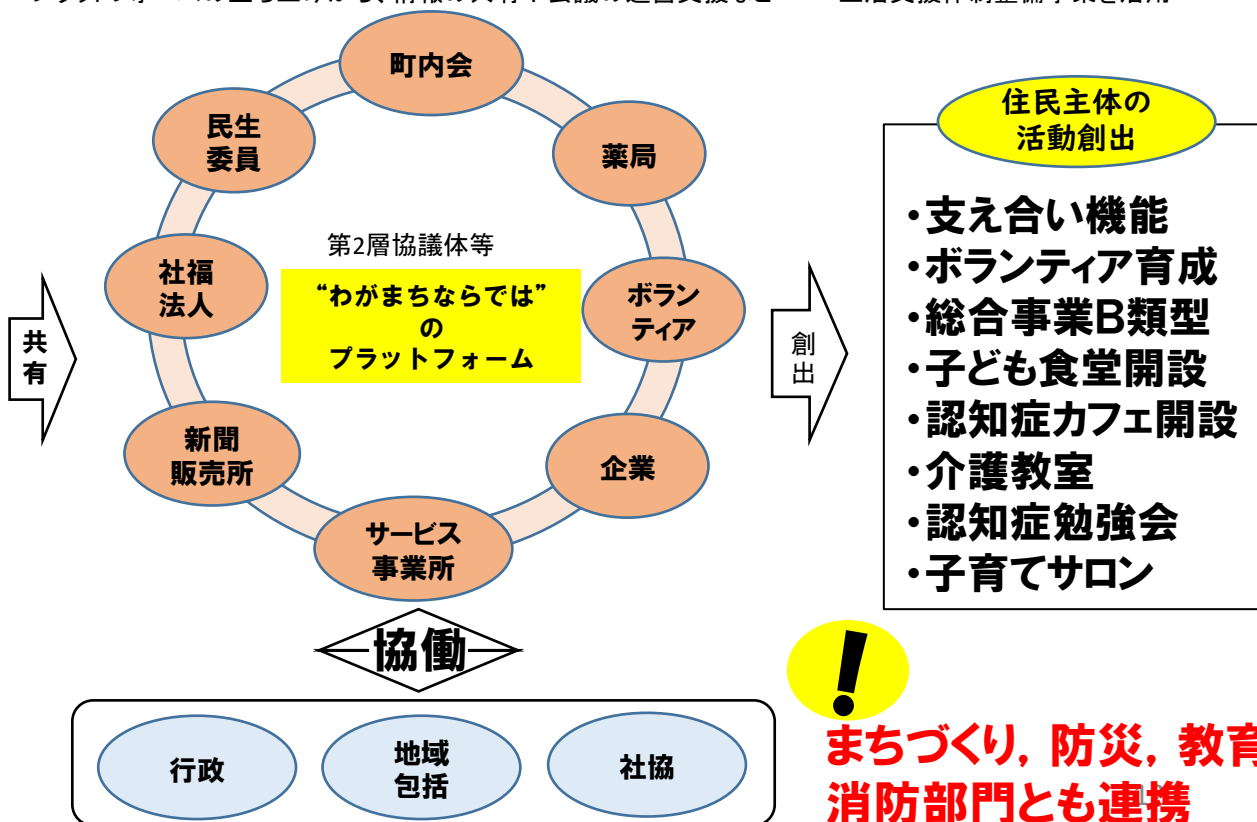 町内会
民生
委員
薬局
第2層協議体等
社福
法人
“わがまちならでは”
の
プラットフォーム
ボラン
ティア
新聞
販売所
企業
サービス
事業所
共
有
創
出
住民主体の
活動創出
・支え合い機能
・ボランティア育成
・総合事業B類型
・子ども食堂開設
・認知症カフェ開設
・介護教室
・認知症勉強会
・子育てサロン
協働
行政
地域
包括
社協
!
まちづくり, 防災, 教育
消防部門とも連携